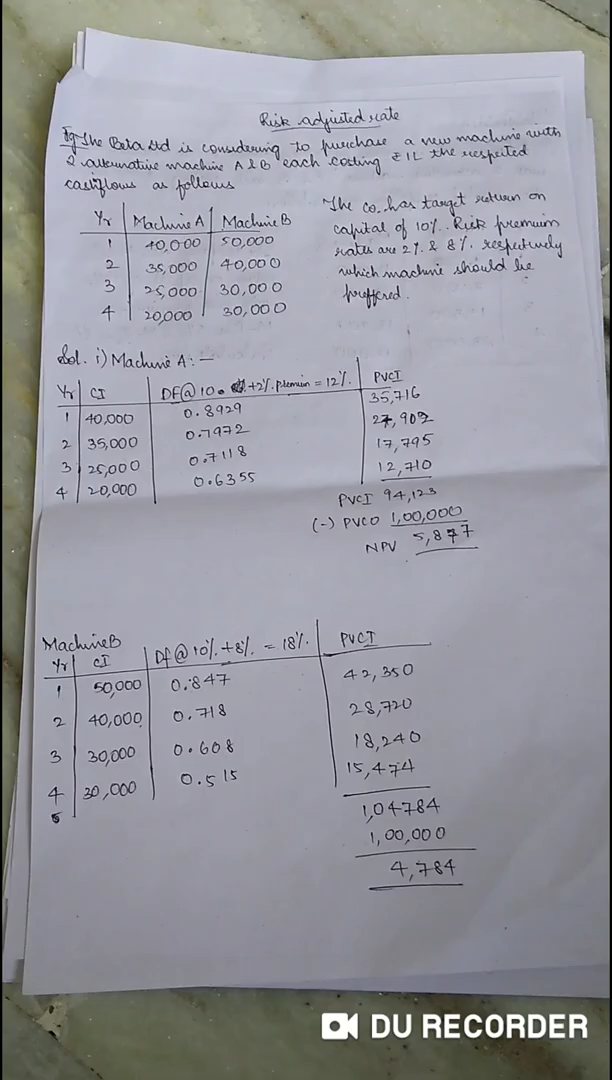 Risk adjusted rate
Eg The Beta Ltd is considering to purchase a new machine with
2 alternative machine A & B each costing ₹1L the respected
cashflows as follows
Yr Machine A Machine B
1 40,000 50,000
2 35,000 40,000
3 25,000 30,000
4 20,000 30,000
The co. has target return on
capital of 10%. Risk premium
rates are 2% & 8% respectively
which machine should be
preffered.
Sol. i) Machine A :-
Yr CI DF@10 +2% Premium = 12% PVCI
1 40,000 0.8929 35,716
2 35,000 0.7972 27,902
3 25,000 0.7118 17,795
4 20,000 0.6355 12,710
PVCI 94,123
(-) PVCO 1,00,000
NPV 5,877
Machine B
Yr CI Df@10% +8% = 18% PVCI
1 50,000 0.847 42,350
2 40,000 0.718 28,720
3 30,000 0.608 18,240
4 30,000 0.515 15,474
5
1,04784
1,00,000
4,784
DU RECORDER